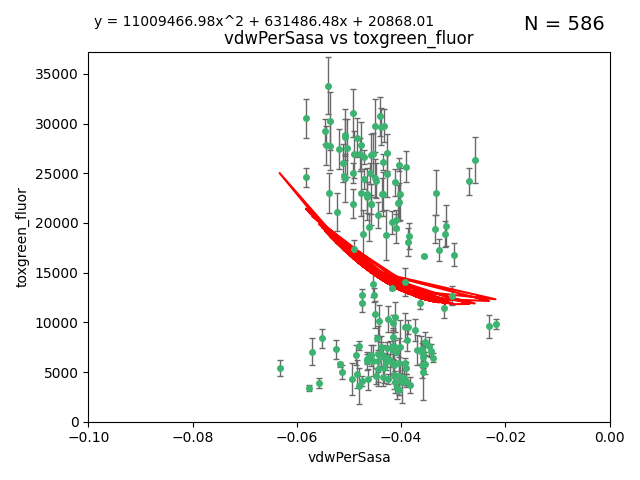 y = 11009466.98x^2 + 631486.48x + 20868.01
N = 586
vdwPerSasa vs toxgreen_fluor
toxgreen_fluor
35000
30000
25000
20000
15000
10000
5000
0
−0.10
−0.08
−0.06
−0.04
−0.02
0.00
vdwPerSasa